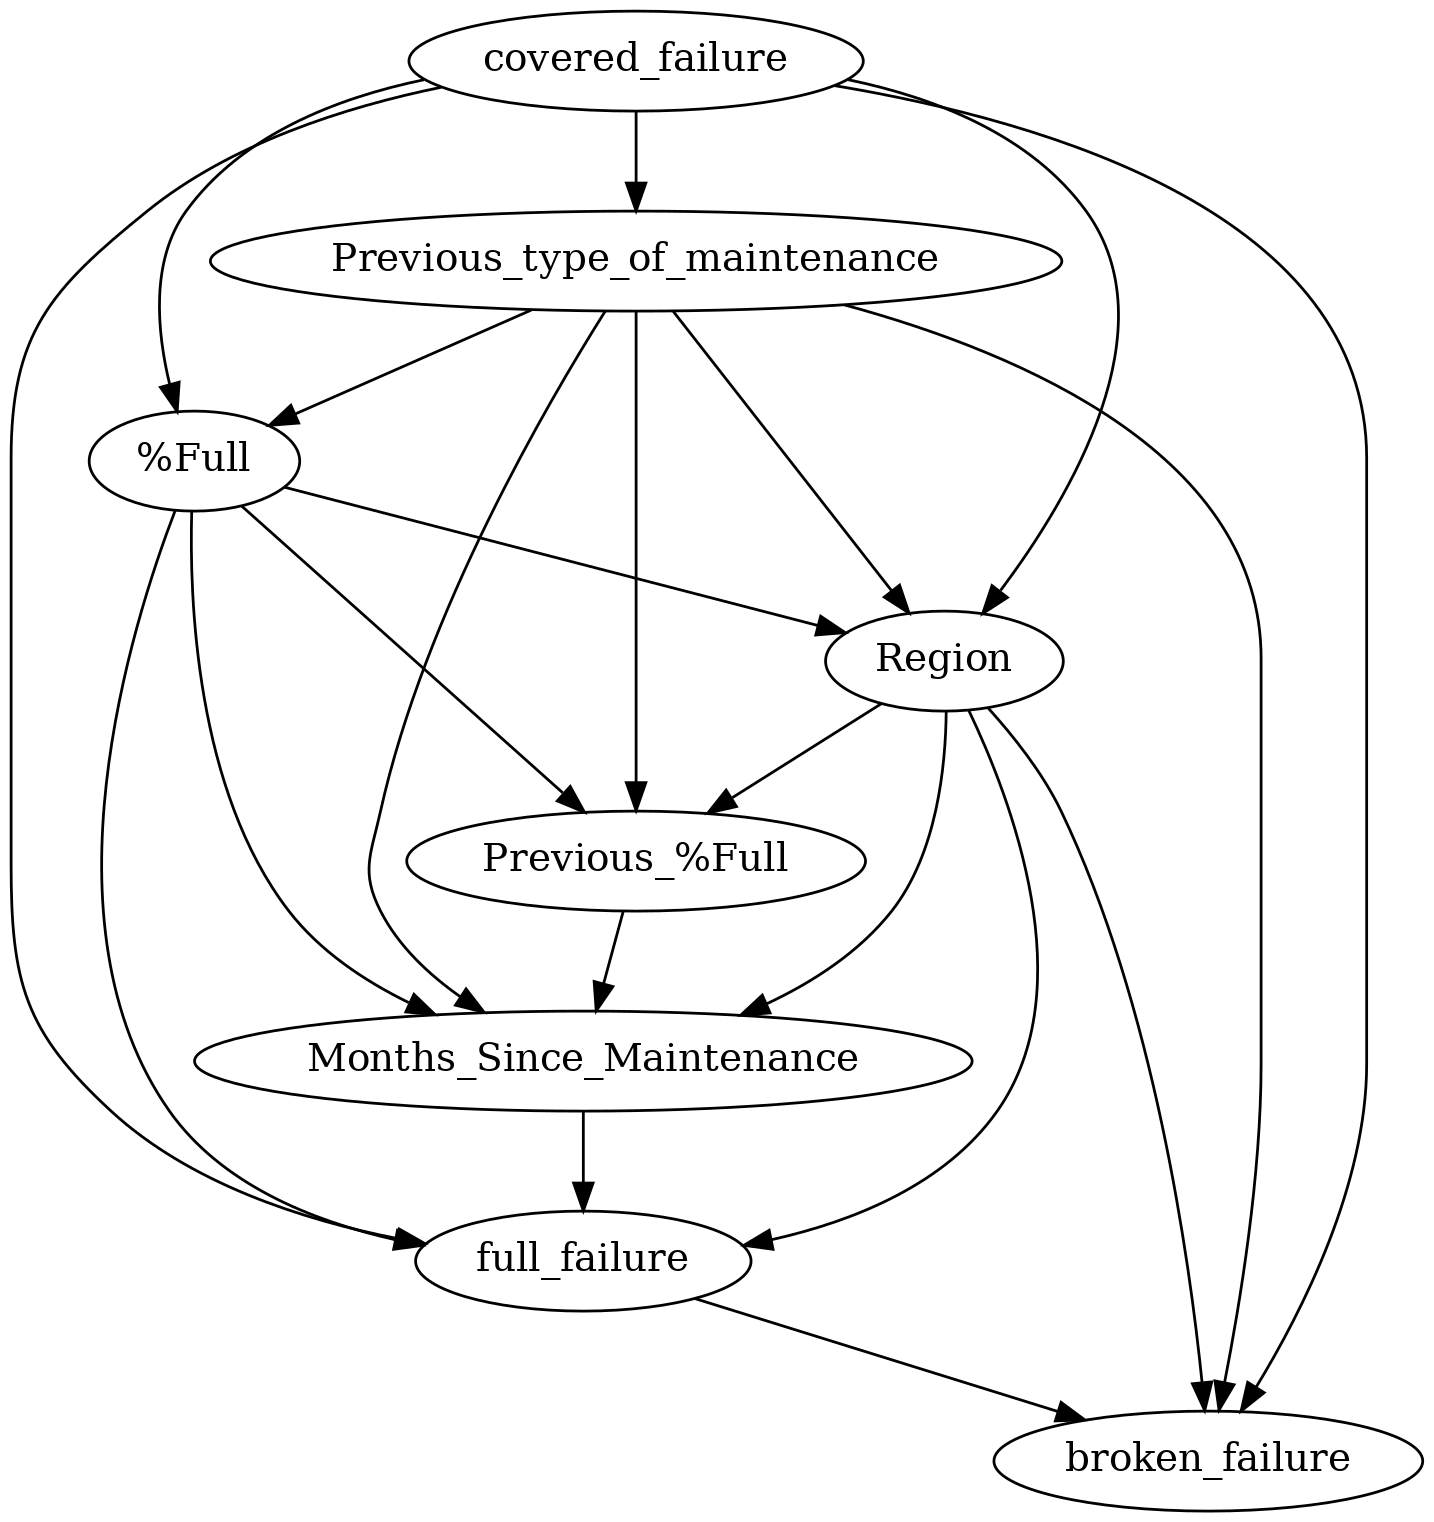 covered_failure
Previous_type_of_maintenance
%Full
Region
Previous_%Full
Months_Since_Maintenance
full_failure
broken_failure